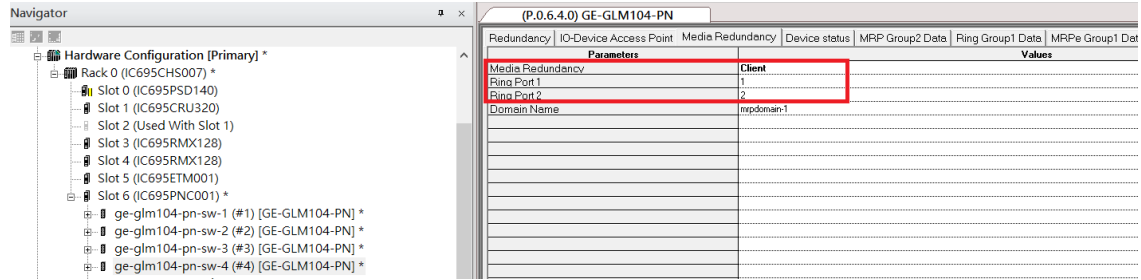 Navigator
(P.0.6.4.0) GE-GLM104-PN
Redundancy
IO-Device Access Point
Media Redundancy
Device status
MRP Group2 Data
Ring Group1 Data
MRPe Group1 Dat
Hardware Configuration [Primary] *
Rack 0 (IC695CHS007) *
Slot 0 (IC695PSD140)
Slot 1 (IC695CRU320)
Slot 2 (Used With Slot 1)
Slot 3 (IC695RMX128)
Slot 4 (IC695RMX128)
Slot 5 (IC695ETM001)
Slot 6 (IC695PNC001) *
ge-glm104-pn-sw-1 (#1) [GE-GLM104-PN] *
ge-glm104-pn-sw-2 (#2) [GE-GLM104-PN] *
ge-glm104-pn-sw-3 (#3) [GE-GLM104-PN] *
ge-glm104-pn-sw-4 (#4) [GE-GLM104-PN] *
Parameters Values
Media Redundancy Client
Ring Port 1 1
Ring Port 2 2
Domain Name mrpdomain-1